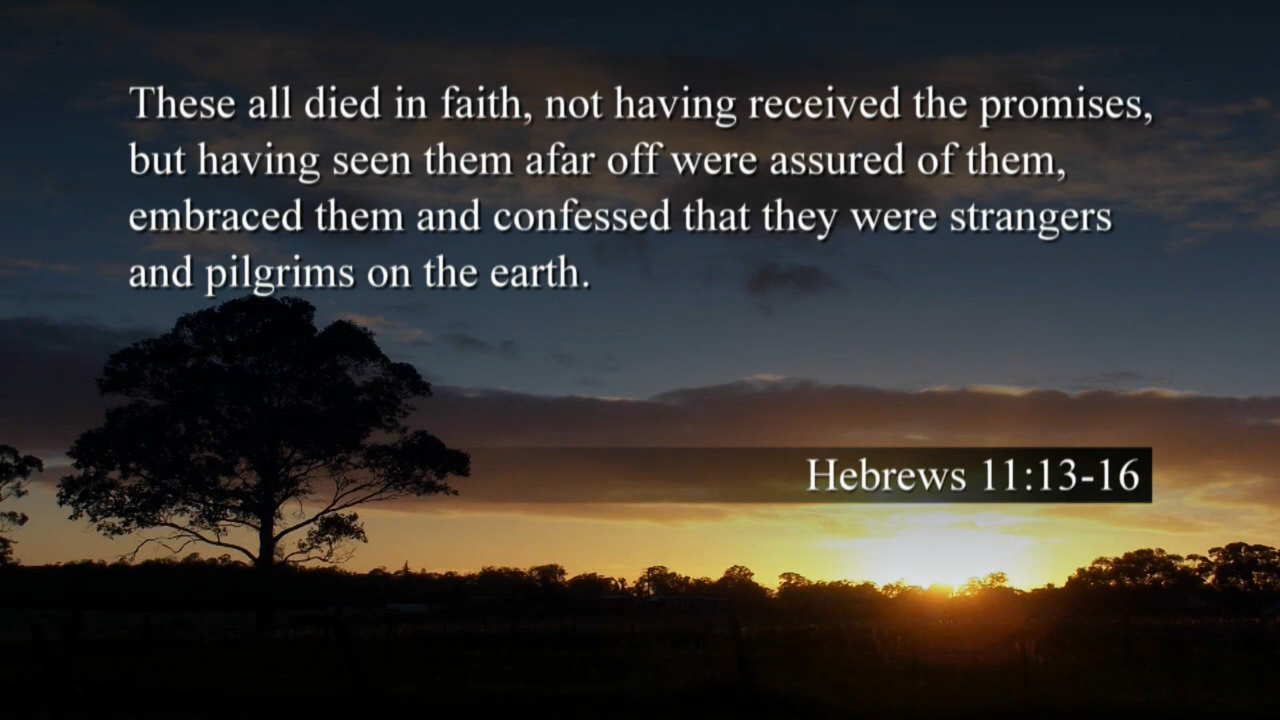 These all died in faith, not having received the promises,
but having seen them afar off were assured of them,
embraced them and confessed that they were strangers
and pilgrims on the earth.
Hebrews 11:13-16